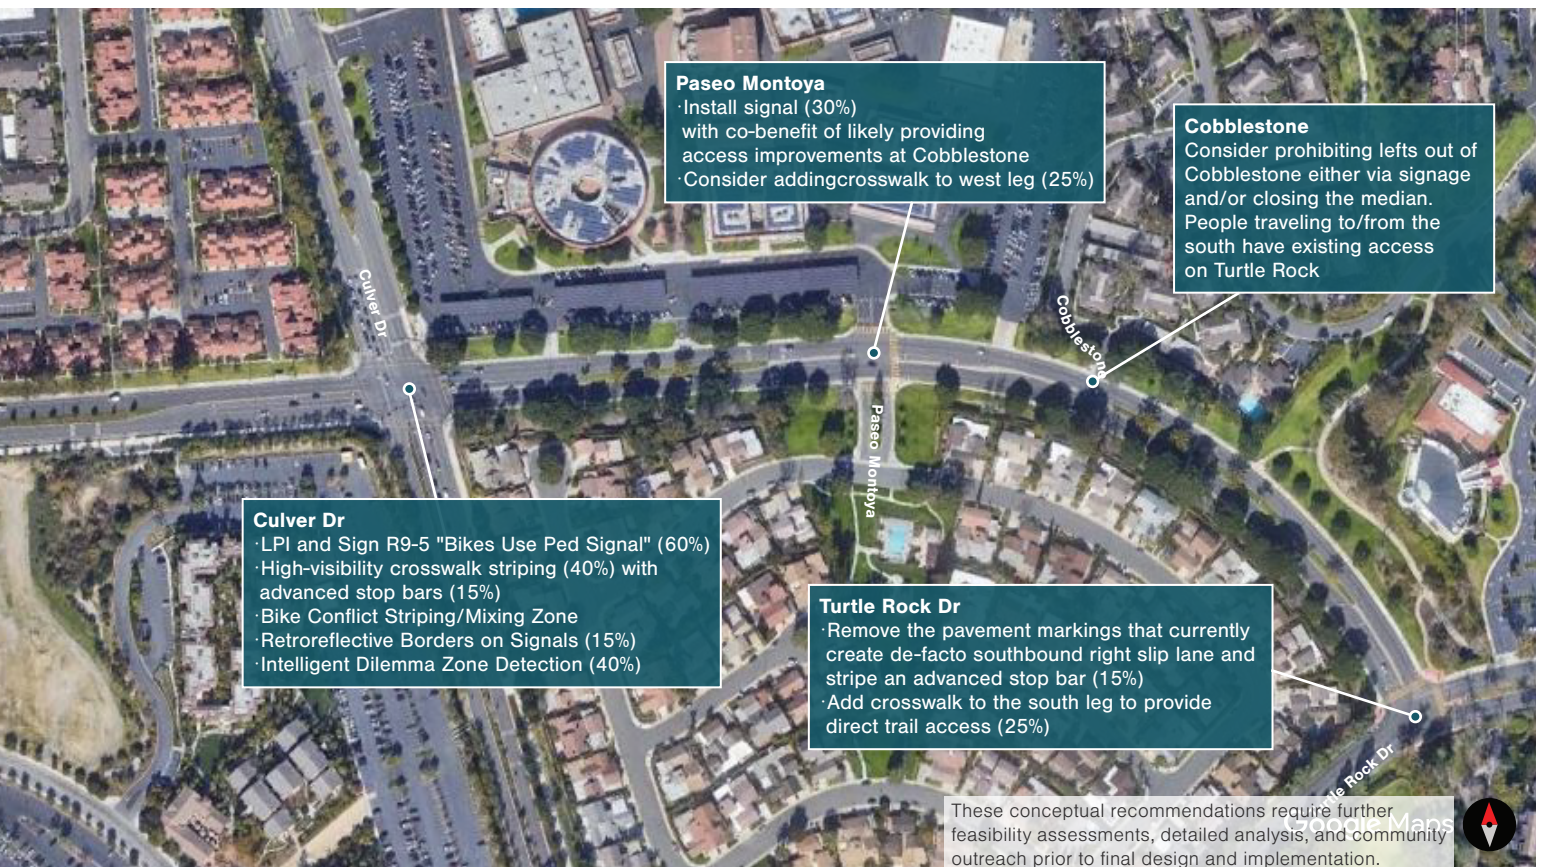 Paseo Montoya
·Install signal (30%)
with co-benefit of likely providing
access improvements at Cobblestone
·Consider addingcrosswalk to west leg (25%)
Cobblestone
Consider prohibiting lefts out of
Cobblestone either via signage
and/or closing the median.
People traveling to/from the
south have existing access
on Turtle Rock
Culver Dr
Cobblestone
Paseo Montoya
Culver Dr
·LPI and Sign R9-5 "Bikes Use Ped Signal" (60%)
·High-visibility crosswalk striping (40%) with
advanced stop bars (15%)
·Bike Conflict Striping/Mixing Zone
·Retroreflective Borders on Signals (15%)
·Intelligent Dilemma Zone Detection (40%)
Turtle Rock Dr
·Remove the pavement markings that currently
create de-facto southbound right slip lane and
stripe an advanced stop bar (15%)
·Add crosswalk to the south leg to provide
direct trail access (25%)
Rock Dr
These conceptual recommendations require further
feasibility assessments, detailed analysis, and community
outreach prior to final design and implementation.
Google Maps